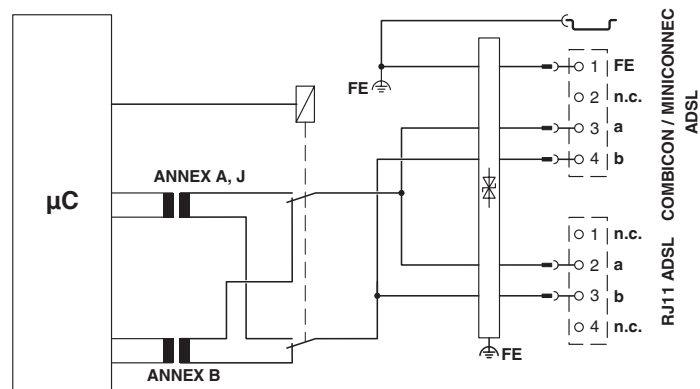 µC
ANNEX A, J
ANNEX B
FE
FE
1 FE
2 n.c.
3 a
4 b
COMBICON / MINICONNEC
ADSL
1 n.c.
2 a
3 b
4 n.c.
RJ11 ADSL